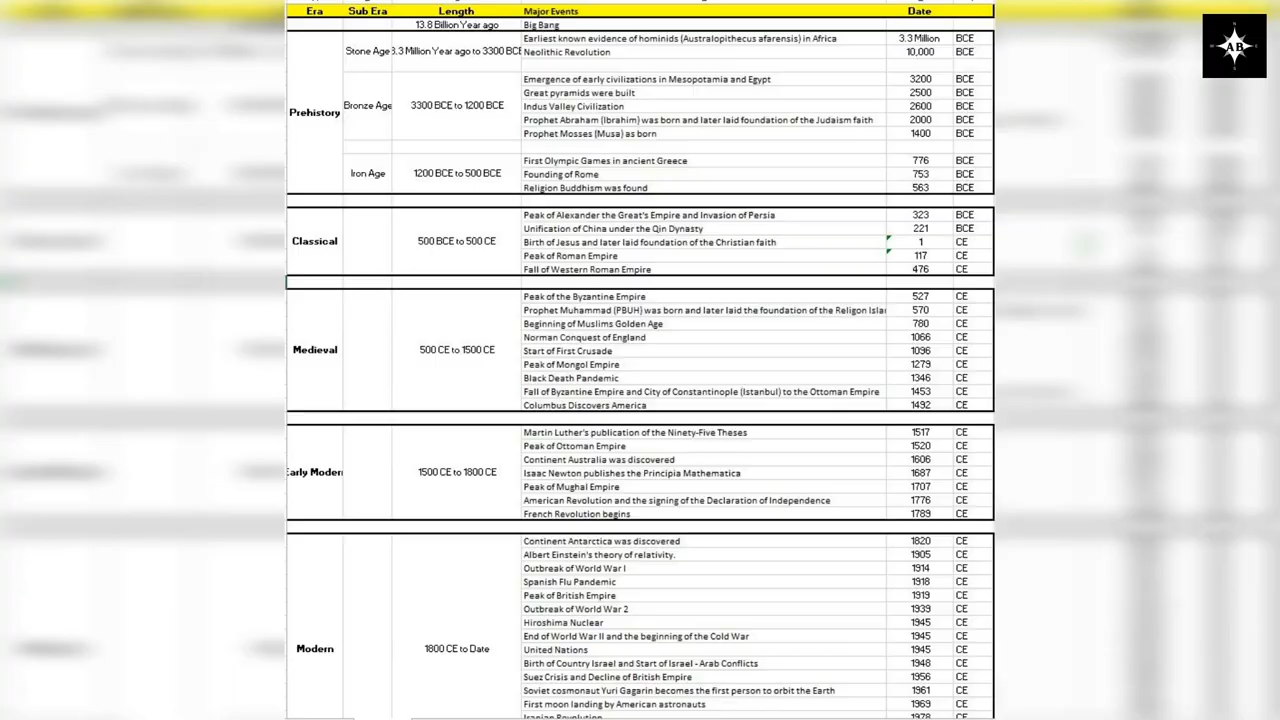 Era Sub Era Length Major Events Date
13.8 Billion Year ago Big Bang
Earliest known evidence of hominids (Australopithecus afarensis) in Africa 3.3 Million BCE
Stone Age 3.3 Million Year ago to 3300 BCE Neolithic Revolution 10,000 BCE
Emergence of early civilizations in Mesopotamia and Egypt 3200 BCE
Great pyramids were built 2500 BCE
Bronze Age 3300 BCE to 1200 BCE Indus Valley Civilization 2600 BCE
Prehistory Prophet Abraham (Ibrahim) was born and later laid foundation of the Judaism faith 2000 BCE
Prophet Mosses (Musa) as born 1400 BCE
First Olympic Games in ancient Greece 776 BCE
Iron Age 1200 BCE to 500 BCE Founding of Rome 753 BCE
Religion Buddhism was found 563 BCE
Peak of Alexander the Great's Empire and Invasion of Persia 323 BCE
Unification of China under the Qin Dynasty 221 BCE
Classical 500 BCE to 500 CE Birth of Jesus and later laid foundation of the Christian faith 1 CE
Peak of Roman Empire 117 CE
Fall of Western Roman Empire 476 CE
Peak of the Byzantine Empire 527 CE
Prophet Muhammad (PBUH) was born and later laid the foundation of the Religon Isla 570 CE
Beginning of Muslims Golden Age 780 CE
Norman Conquest of England 1066 CE
Medieval 500 CE to 1500 CE Start of First Crusade 1096 CE
Peak of Mongol Empire 1279 CE
Black Death Pandemic 1346 CE
Fall of Byzantine Empire and City of Constantinople (Istanbul) to the Ottoman Empire 1453 CE
Columbus Discovers America 1492 CE
Martin Luther's publication of the Ninety-Five Theses 1517 CE
Peak of Ottoman Empire 1520 CE
Continent Australia was discovered 1606 CE
Early Modern 1500 CE to 1800 CE Isaac Newton publishes the Principia Mathematica 1687 CE
Peak of Mughal Empire 1707 CE
American Revolution and the signing of the Declaration of Independence 1776 CE
French Revolution begins 1789 CE
Continent Antarctica was discovered 1820 CE
Albert Einstein's theory of relativity. 1905 CE
Outbreak of World War I 1914 CE
Spanish Flu Pandemic 1918 CE
Peak of British Empire 1919 CE
Outbreak of World War 2 1939 CE
Hiroshima Nuclear 1945 CE
End of World War II and the beginning of the Cold War 1945 CE
Modern 1800 CE to Date United Nations 1945 CE
Birth of Country Israel and Start of Israel - Arab Conflicts 1948 CE
Suez Crisis and Decline of British Empire 1956 CE
Soviet cosmonaut Yuri Gagarin becomes the first person to orbit the Earth 1961 CE
First moon landing by American astronauts 1969 CE
Iranian Revolution 1978 CE
AB